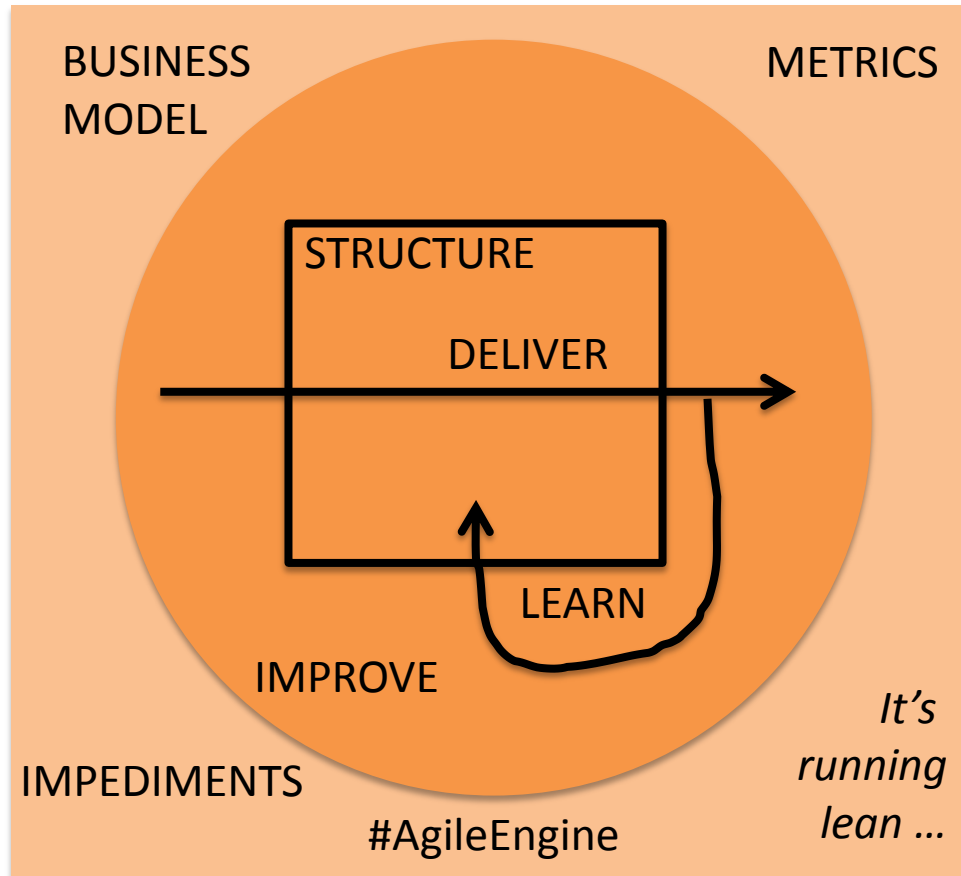 BUSINESS
MODEL
METRICS
STRUCTURE
DELIVER
LEARN
IMPROVE
IMPEDIMENTS
#AgileEngine
It’s
running
lean …